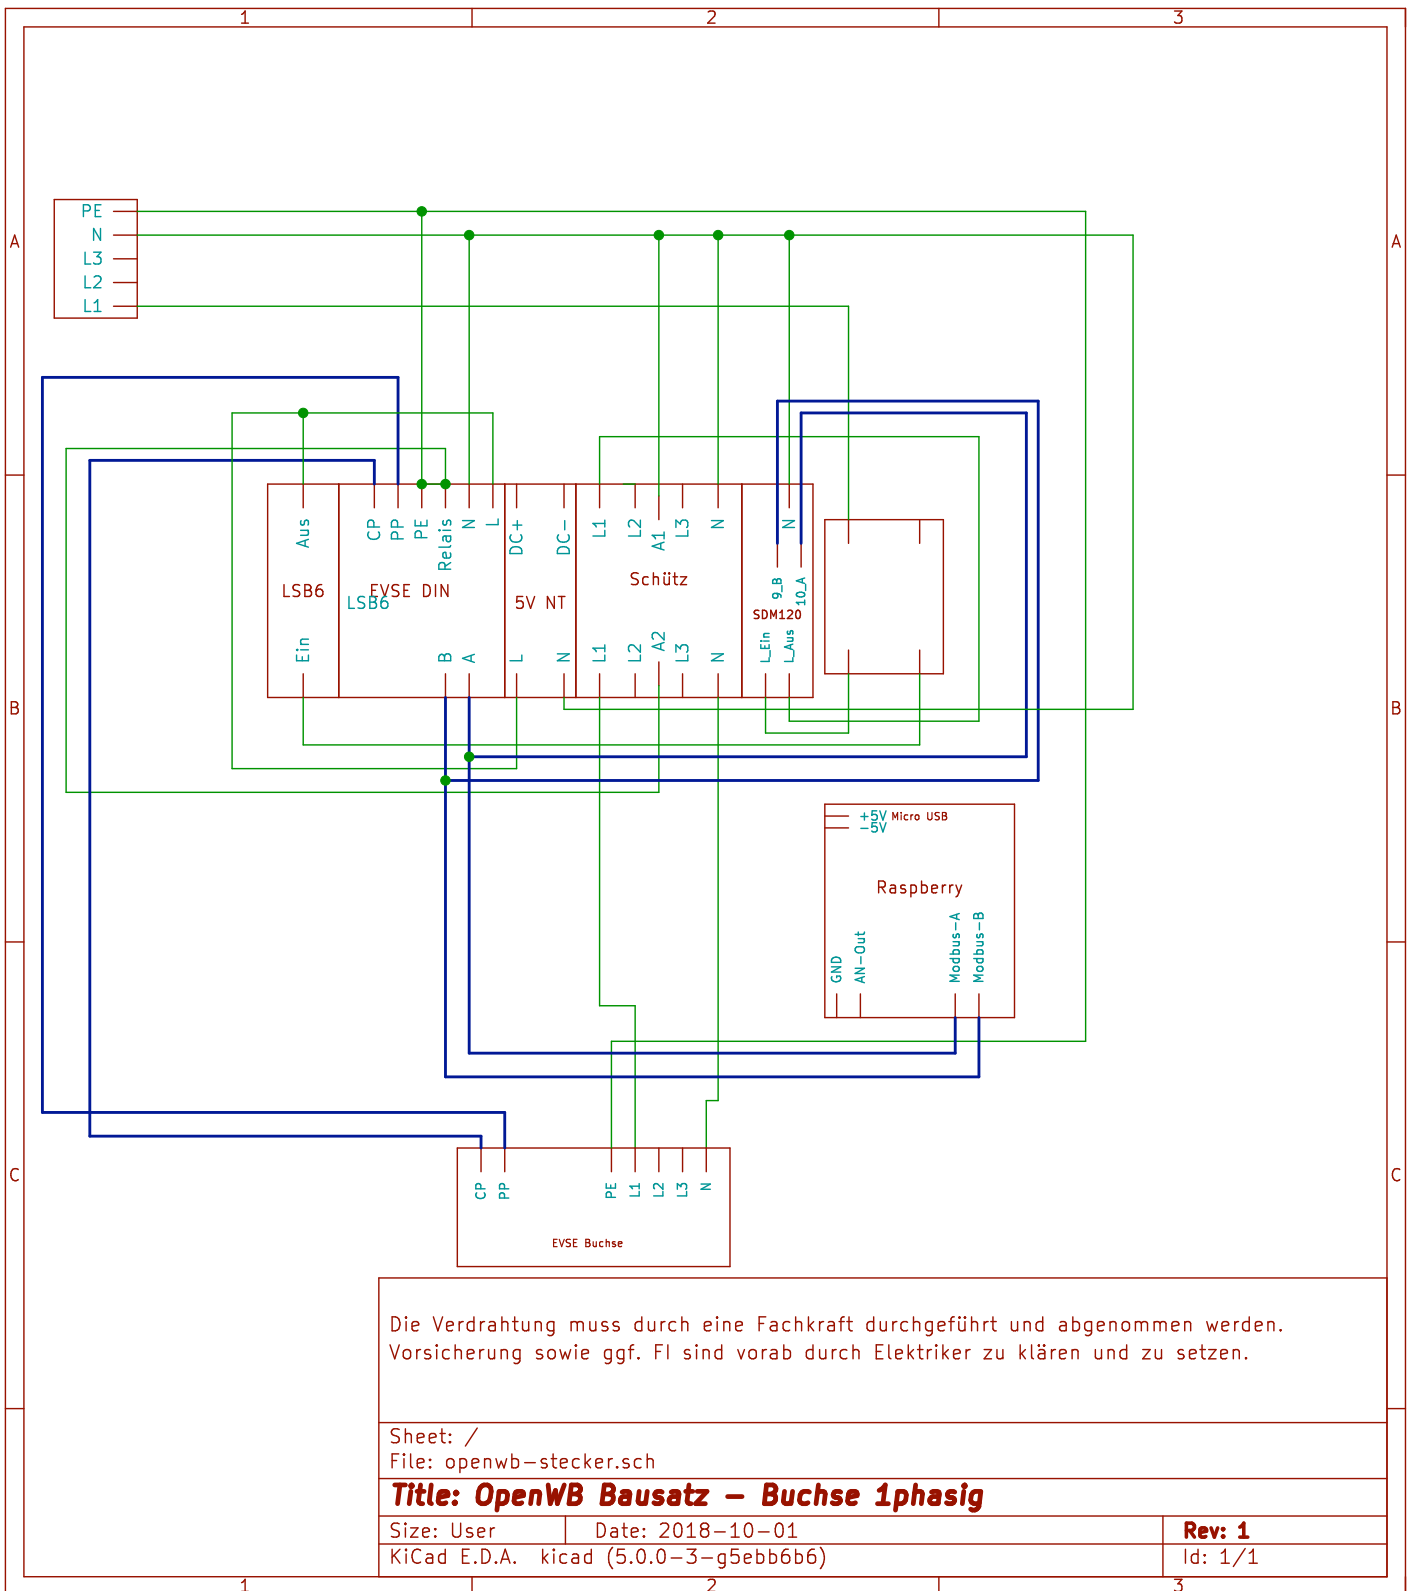 1 2 3
A A
PE
N
L3
L2
L1
Aus
CP
PP
PE
Relais
N
L
DC+
DC-
L1
L2
A1
L3
N
N
LSB6
EVSE DIN
LSB6
5V NT
Schütz
9_B
10_A
SDM120
Ein
B
A
L
N
L1
L2
A2
L3
N
L_Ein
L_Aus
B B
+5V Micro USB
-5V
Raspberry
GND
AN-Out
Modbus-A
Modbus-B
C C
CP
PP
PE
L1
L2
L3
N
EVSE Buchse
Die Verdrahtung muss durch eine Fachkraft durchgeführt und abgenommen werden.
Vorsicherung sowie ggf. FI sind vorab durch Elektriker zu klären und zu setzen.
Sheet: /
File: openwb-stecker.sch
Title: OpenWB Bausatz - Buchse 1phasig
Size: User Date: 2018-10-01 Rev: 1
KiCad E.D.A. kicad (5.0.0-3-g5ebb6b6) Id: 1/1
1 2 3